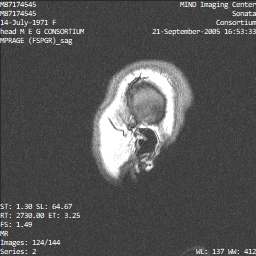 M87174545
M87174545
14-July-1971 F
head M E G CONSORTIUM
MPRAGE (FSPGR)_sag
MIND Imaging Center
Sonata
Consortium
21-September-2005 16:53:33
ST: 1.30 SL: 64.67
RT: 2730.00 ET: 3.25
FS: 1.49
MR
Images: 124/144
Series: 2
WL: 137 WW: 412